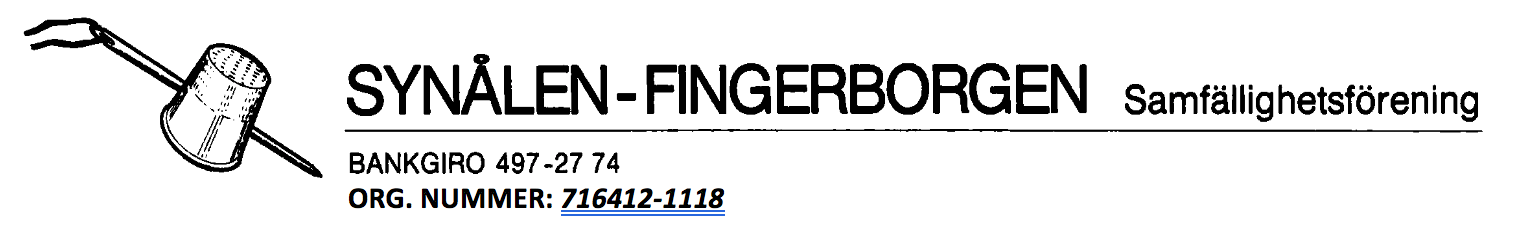 SYNÅLEN-FINGERBORGEN Samfällighetsförening
BANKGIRO 497-27 74
ORG. NUMMER: 716412-1118